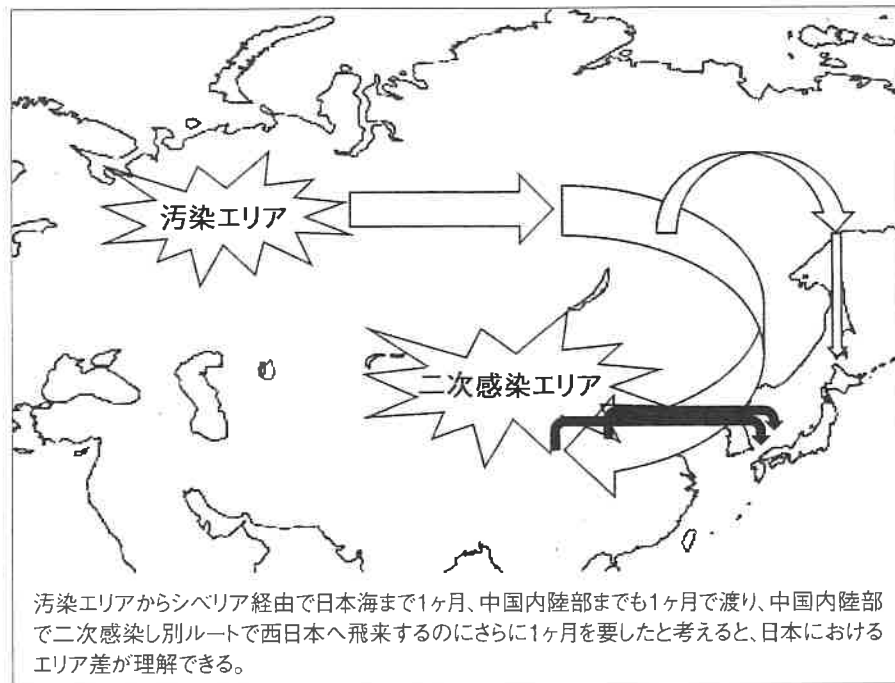 汚染エリア
二次感染エリア
汚染エリアからシベリア経由で日本海まで1ヶ月、中国内陸部までも1ヶ月で渡り、中国内陸部
で二次感染し別ルートで西日本へ飛来するのにさらに1ヶ月を要したと考えると、日本における
エリア差が理解できる。